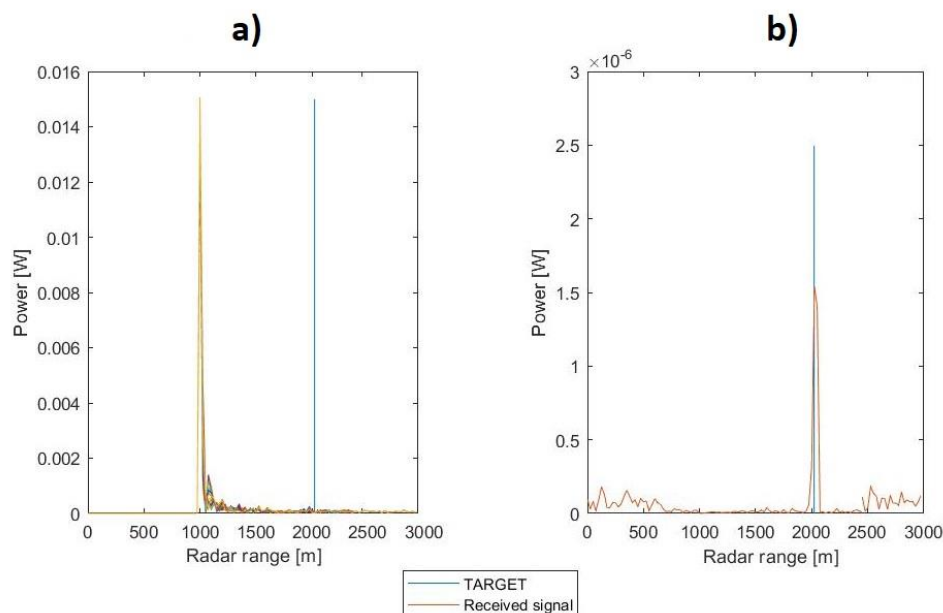 a)
0.016
0.014
0.012
0.01
0.008
0.006
0.004
0.002
0
Power [W]
0 500 1000 1500 2000 2500 3000
Radar range [m]
b)
×10-6
3
2.5
2
1.5
1
0.5
0
Power [W]
0 500 1000 1500 2000 2500 3000
Radar range [m]
TARGET
Received signal